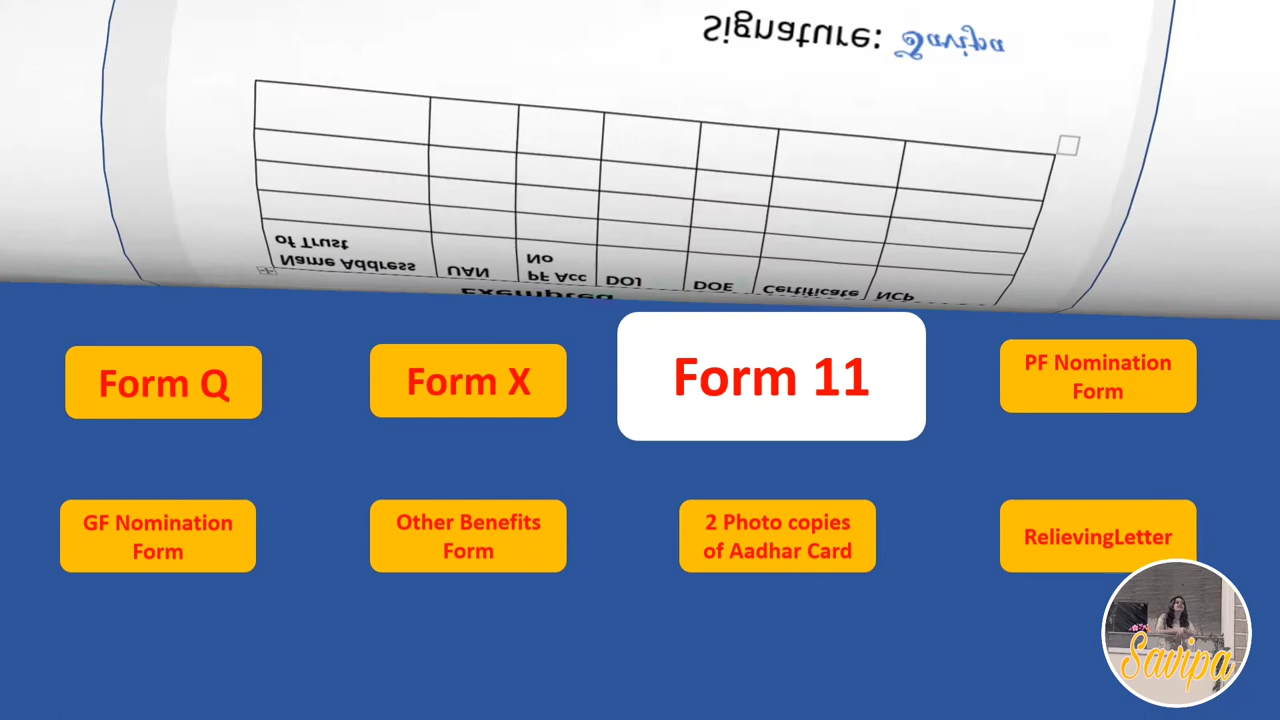 Signature: Savipa
of Trust
Name Address
UAN
No
PF Acc
DOJ
DOE
Certificate
NCP
Exempted
Form Q
Form X
Form 11
PF Nomination
Form
GF Nomination
Form
Other Benefits
Form
2 Photo copies
of Aadhar Card
RelievingLetter
Savipa